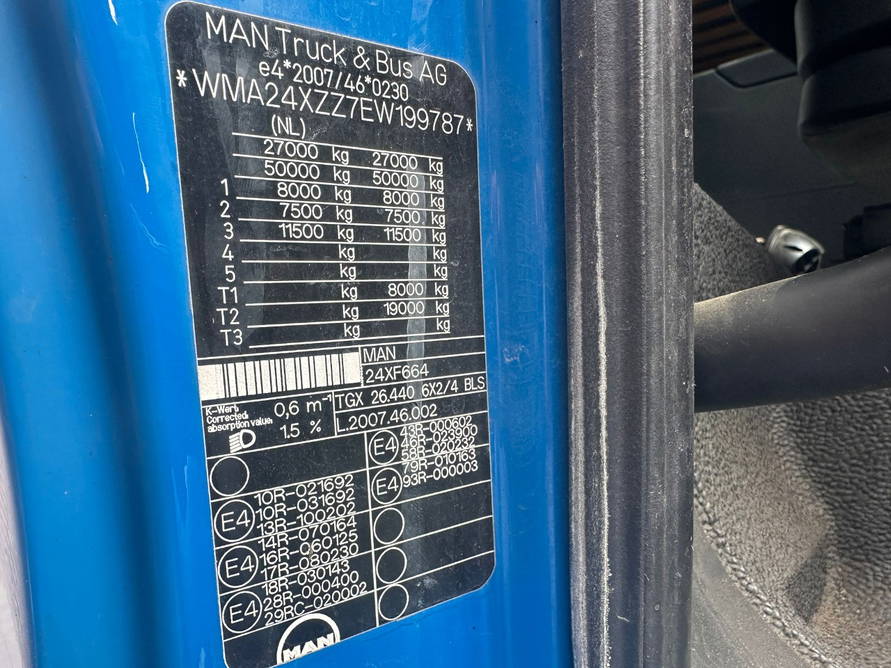 MAN Truck & Bus AG
e4*2007/46*0230
*WMA24XZZ7EW199787*
(NL)
27000 kg 27000 kg
50000 kg 50000 kg
1 8000 kg 8000 kg
2 7500 kg 7500 kg
3 11500 kg 11500 kg
4 kg kg
5 kg kg
T1 kg 8000 kg
T2 kg 19000 kg
T3 kg kg
MAN
24XF664
TGX 26.440 6X2/4 BLS
L.2007.46.002
K-Wert,
Corrected
absorption value:
0,6 m-1
1.5 %
10R-021692
10R-031692
E4 13R-100202
14R-070164
E4 16R-060125
17R-080230
18R-030143
E4 28R-000400
29RC-020002
43R-000602
E4 46R-023900
58R-020232
79R-010163
E4 93R-000003
MAN